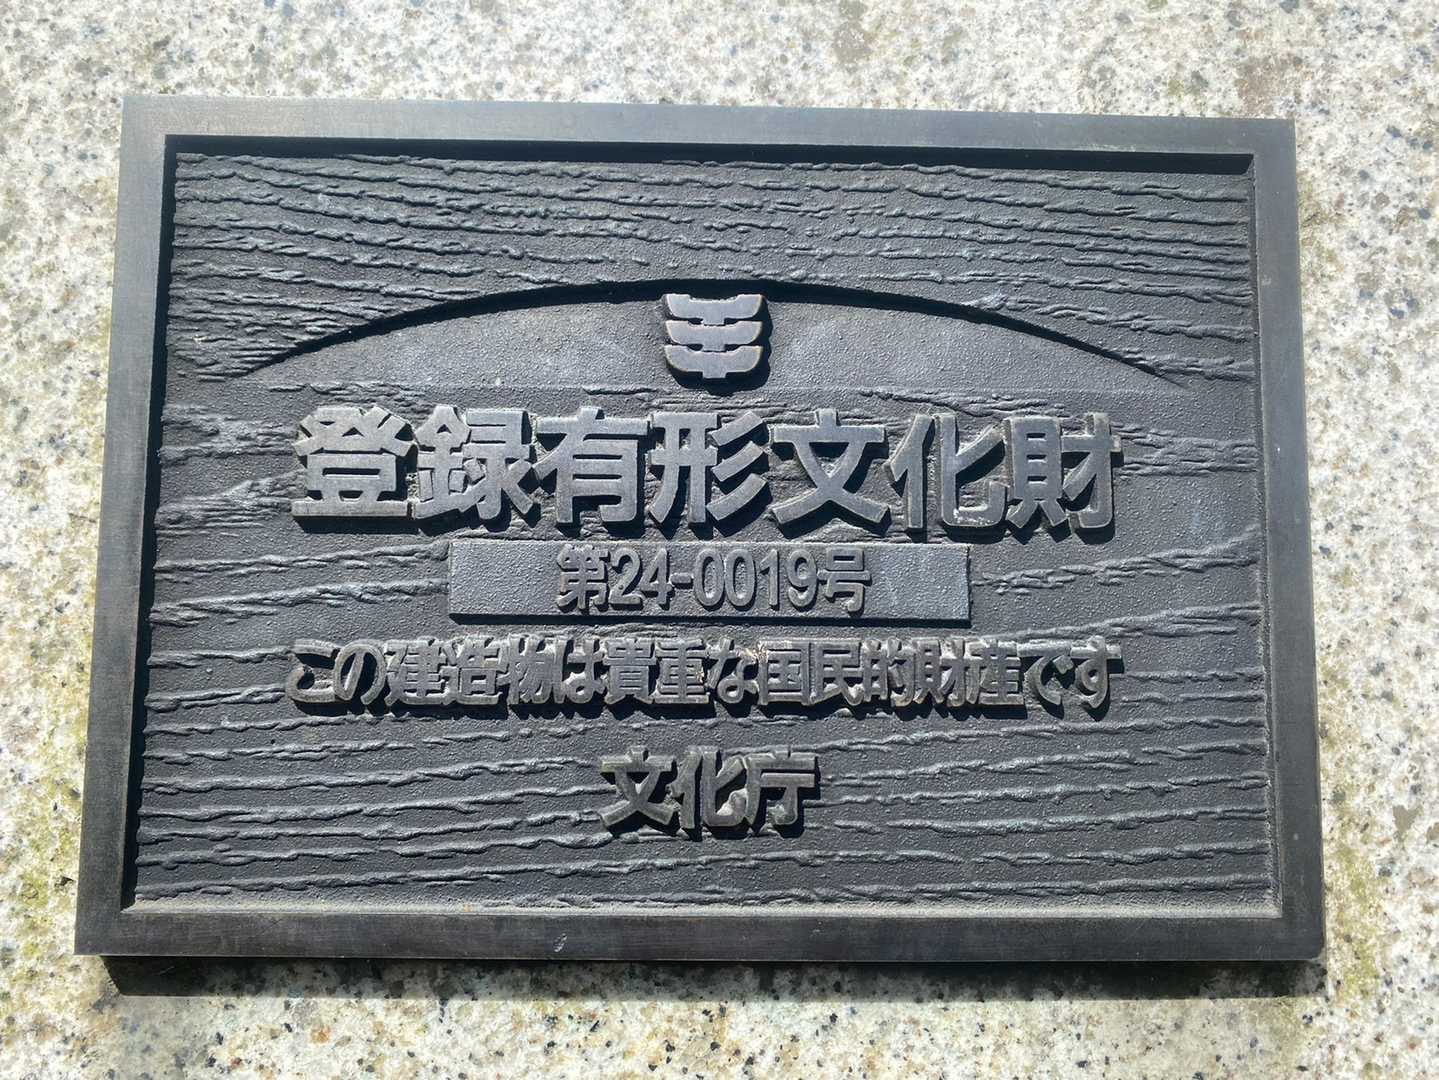 登録有形文化財
第24-0019号
この建造物は貴重な国民的財産です
文化庁